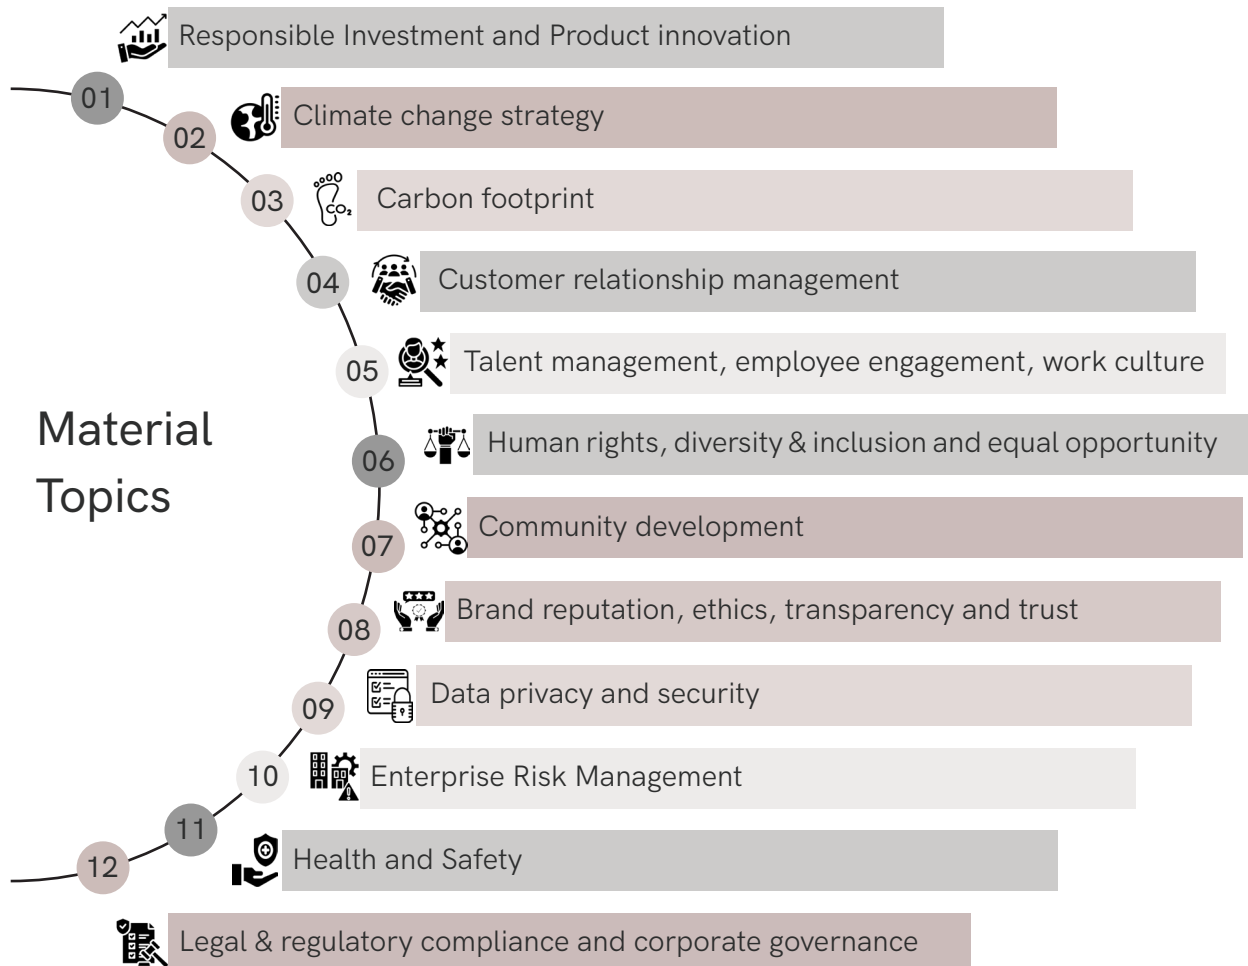 Material
Topics
01
Responsible Investment and Product innovation
02
Climate change strategy
03
CO₂
Carbon footprint
04
Customer relationship management
05
Talent management, employee engagement, work culture
06
Human rights, diversity & inclusion and equal opportunity
07
Community development
08
Brand reputation, ethics, transparency and trust
09
Data privacy and security
10
Enterprise Risk Management
11
Health and Safety
12
Legal & regulatory compliance and corporate governance